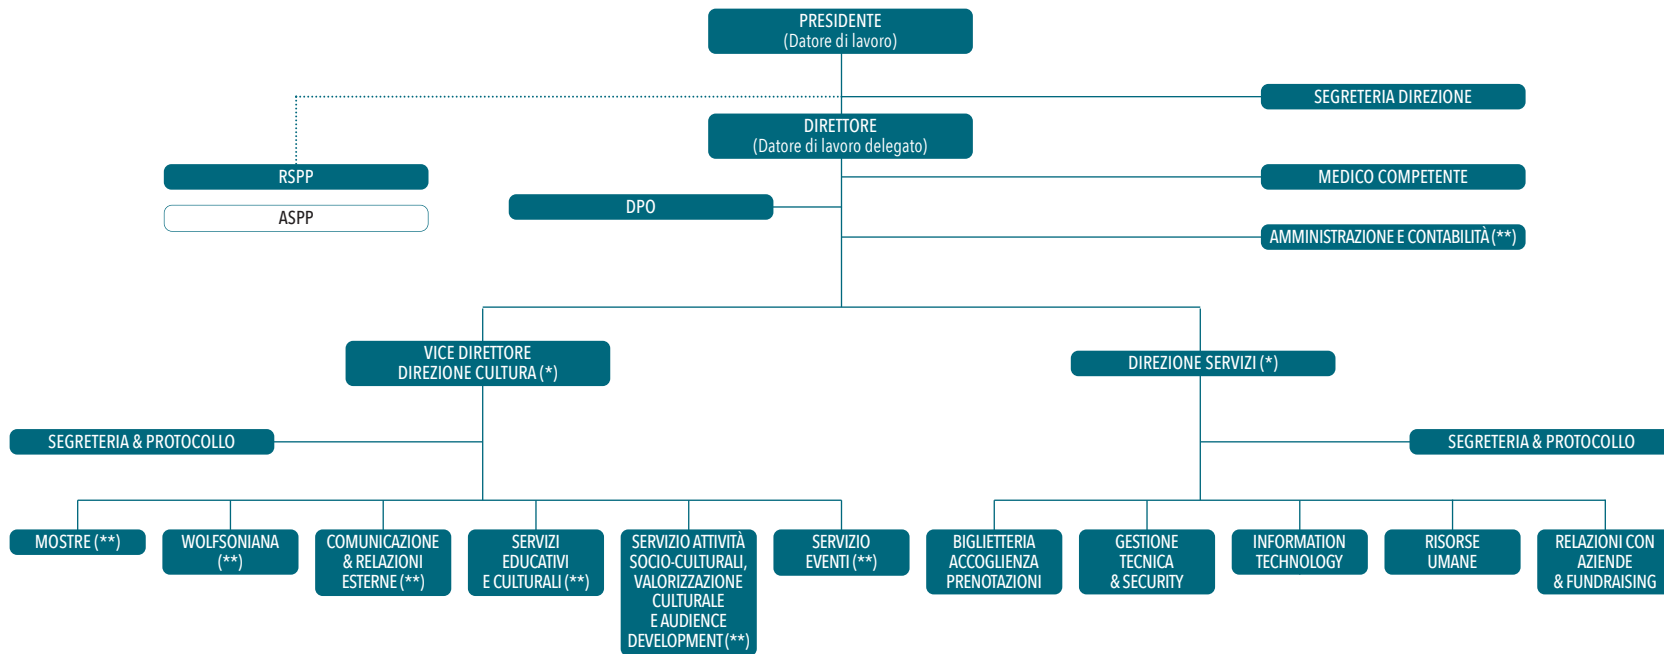 PRESIDENTE
(Datore di lavoro)
SEGRETERIA DIREZIONE
DIRETTORE
(Datore di lavoro delegato)
RSPP
MEDICO COMPETENTE
DPO
ASPP
AMMINISTRAZIONE E CONTABILITÀ (**)
VICE DIRETTORE
DIREZIONE CULTURA (*)
DIREZIONE SERVIZI (*)
SEGRETERIA & PROTOCOLLO
SEGRETERIA & PROTOCOLLO
MOSTRE (**)
WOLFSONIANA
(**)
COMUNICAZIONE
& RELAZIONI
ESTERNE (**)
SERVIZI
EDUCATIVI
E CULTURALI (**)
SERVIZIO ATTIVITÀ
SOCIO-CULTURALI,
VALORIZZAZIONE
CULTURALE
E AUDIENCE
DEVELOPMENT (**)
SERVIZIO
EVENTI (**)
BIGLIETTERIA
ACCOGLIENZA
PRENOTAZIONI
GESTIONE
TECNICA
& SECURITY
INFORMATION
TECHNOLOGY
RISORSE
UMANE
RELAZIONI CON
AZIENDE
& FUNDRAISING